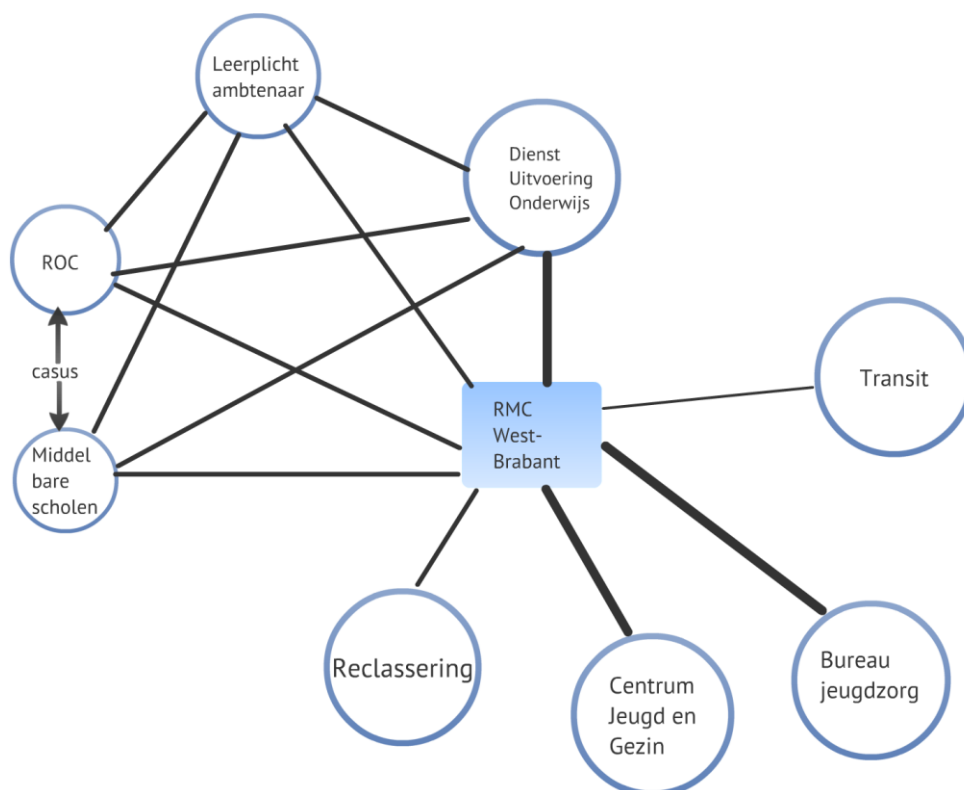 Leerplicht
ambtenaar
Dienst
Uitvoering
Onderwijs
ROC
casus
Middel
bare
scholen
RMC
West-
Brabant
Transit
Reclassering
Centrum
Jeugd en
Gezin
Bureau
jeugdzorg